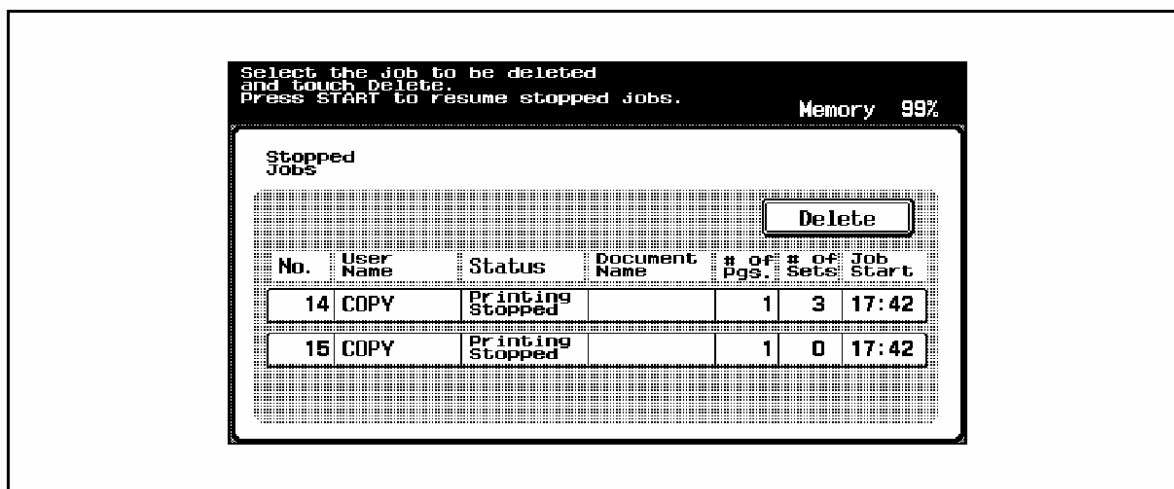 Select the job to be deleted
and touch Delete.
Press START to resume stopped jobs.
Memory 99%
Stopped
Jobs
Delete
No. User Name Status Document Name # of Pgs. # of Sets Job Start
14 COPY Printing Stopped 1 3 17:42
15 COPY Printing Stopped 1 0 17:42